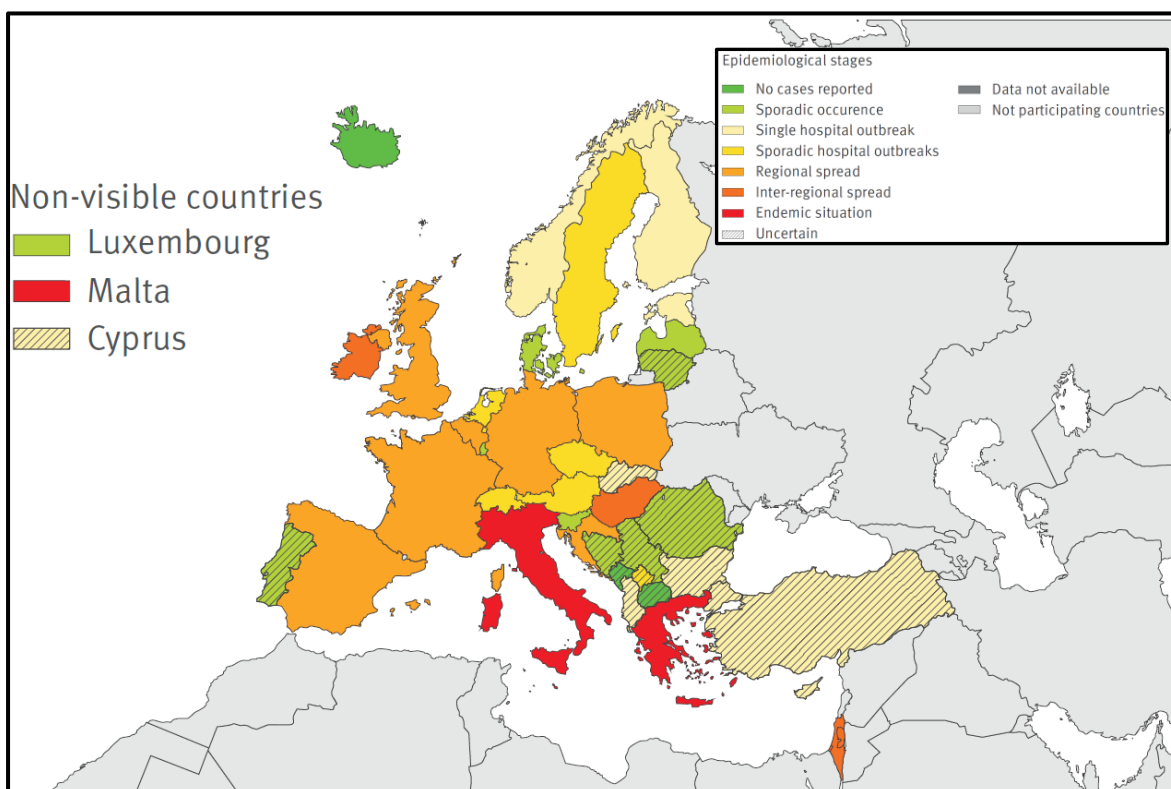 Epidemiological stages
No cases reported
Sporadic occurence
Single hospital outbreak
Sporadic hospital outbreaks
Regional spread
Inter-regional spread
Endemic situation
Uncertain
Data not available
Not participating countries
Non-visible countries
Luxembourg
Malta
Cyprus